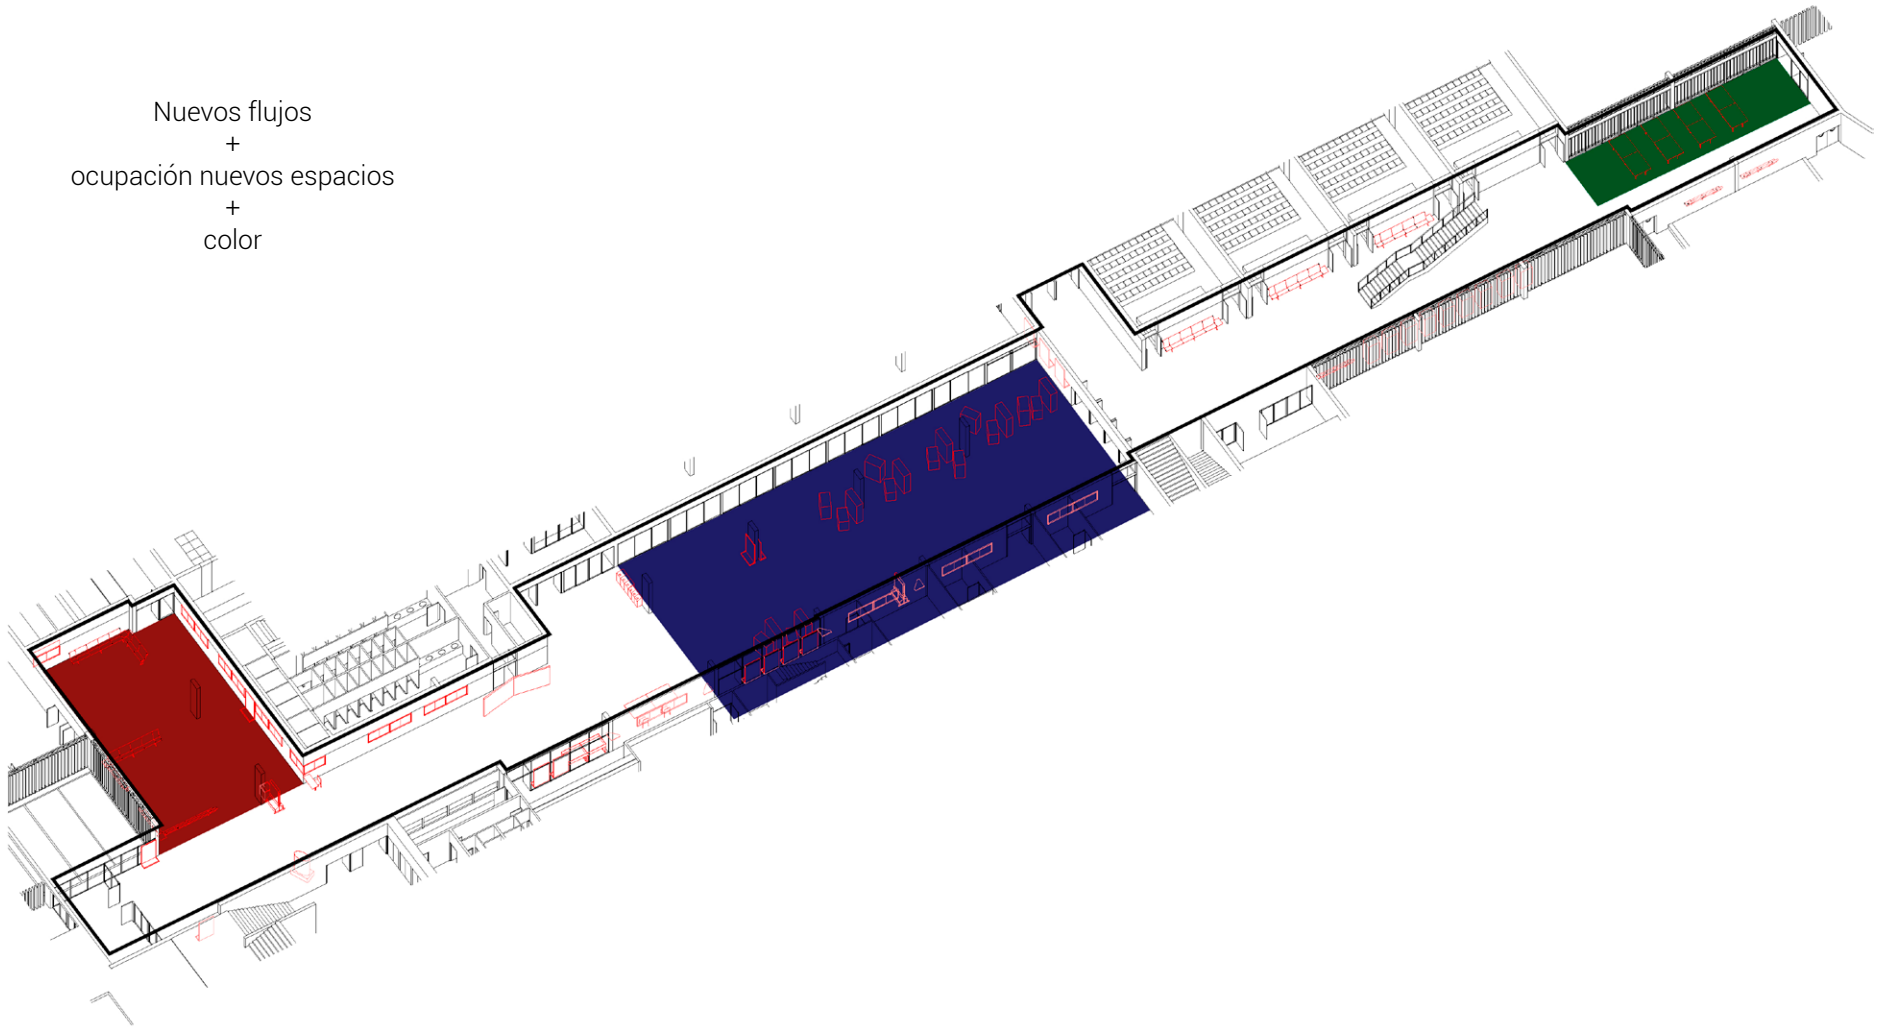 Nuevos flujos
+
ocupación nuevos espacios
+
color